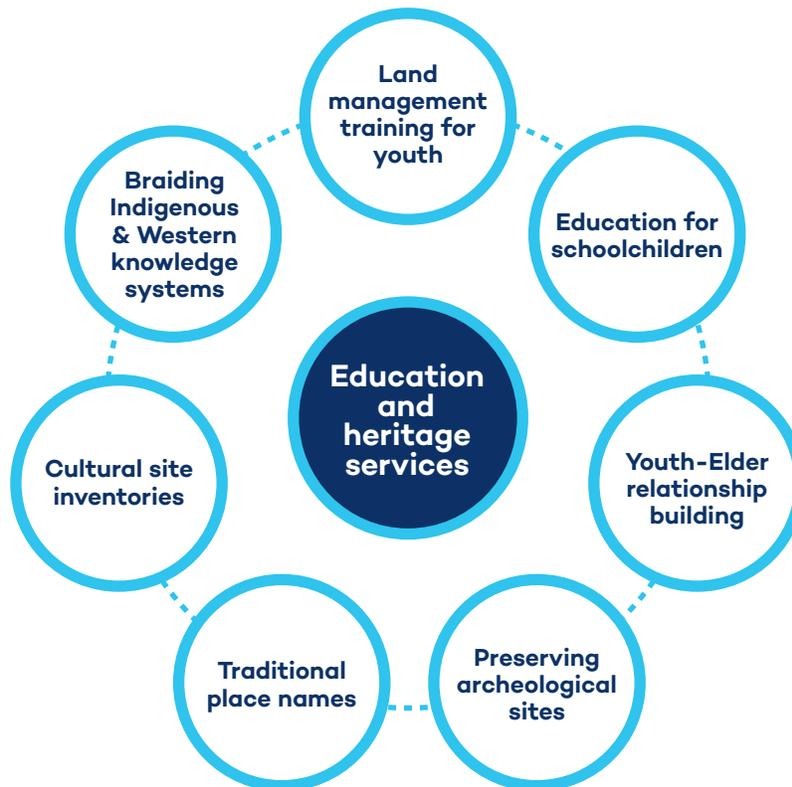 Land
management
training for
youth
Braiding
Indigenous
& Western
knowledge
systems
Education for
schoolchildren
Education
and
heritage
services
Cultural site
inventories
Youth-Elder
relationship
building
Traditional
place names
Preserving
archeological
sites